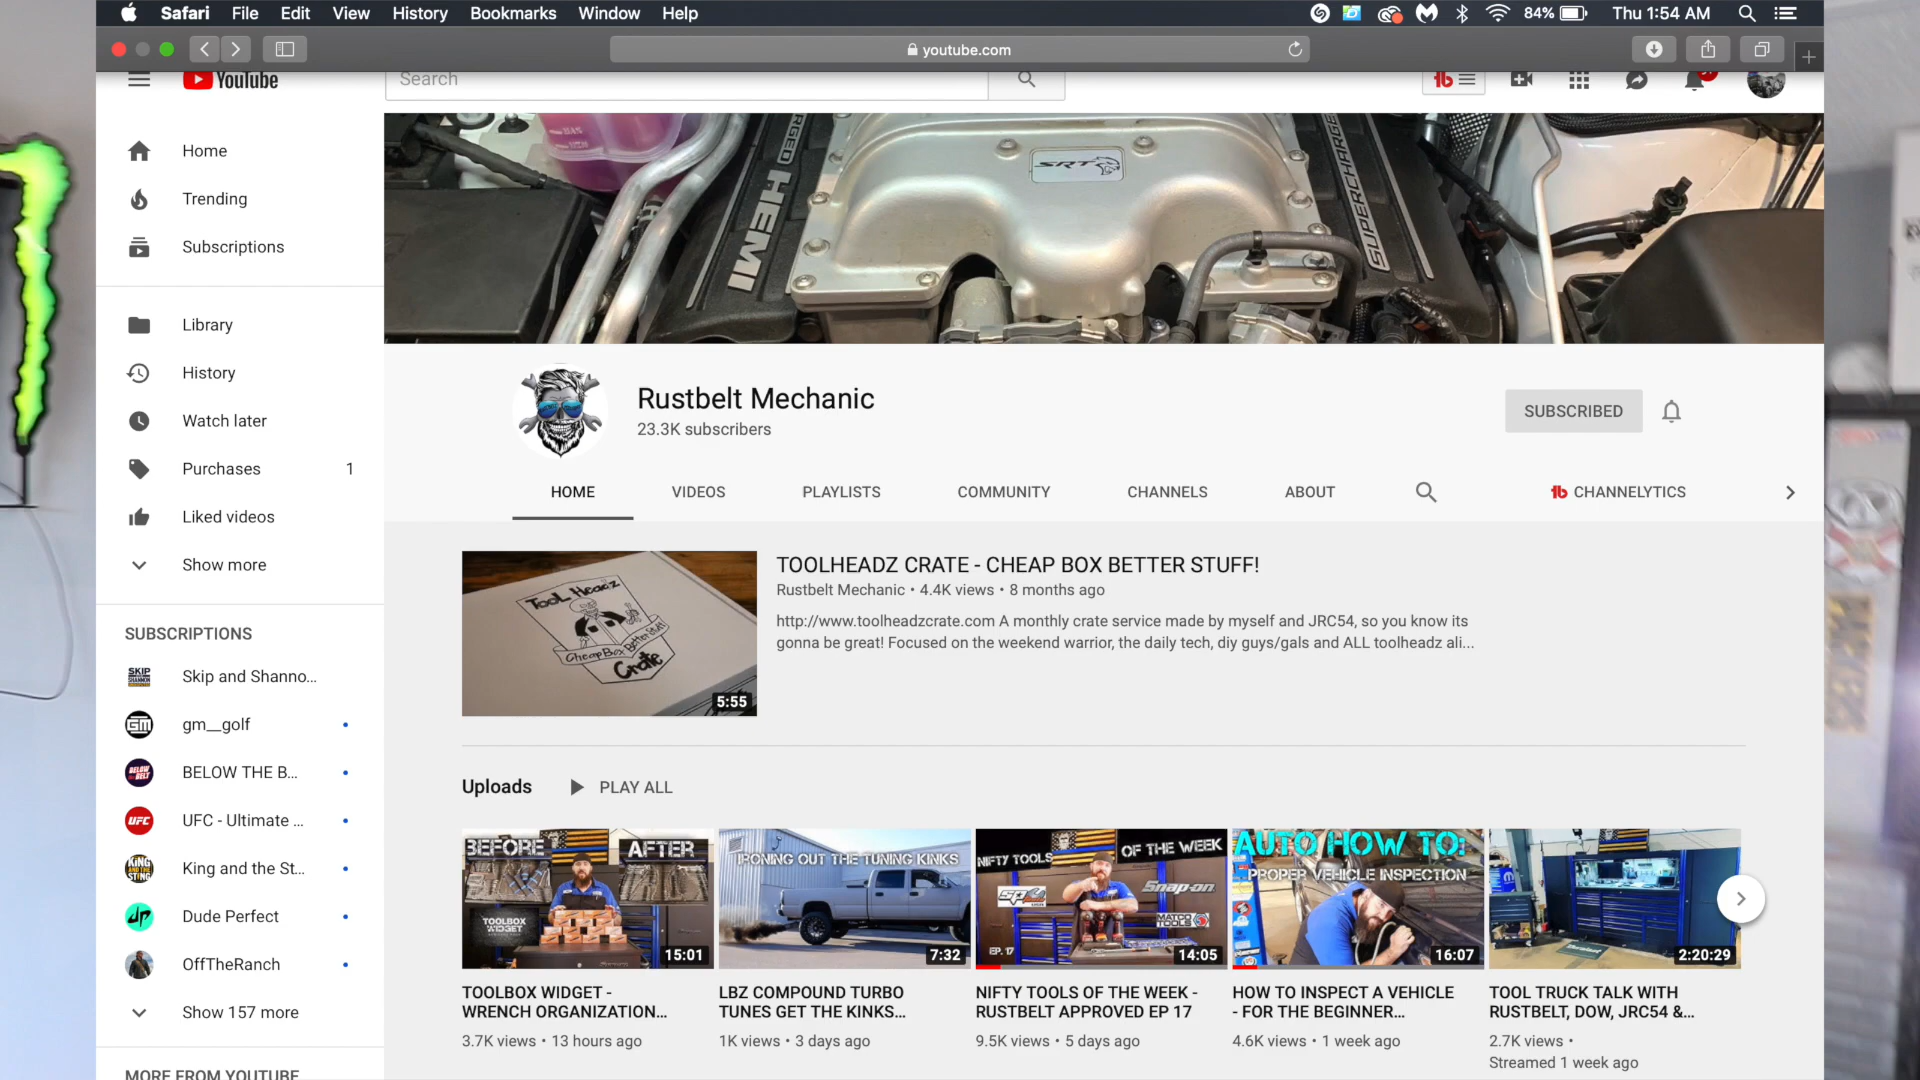 Safari File Edit View History Bookmarks Window Help 84% Thu 1:54 AM
youtube.com
YouTube
Search
Home
Trending
Subscriptions
Library
History
Watch later
Purchases 1
Liked videos
Show more
SUBSCRIPTIONS
Skip and Shanno...
gm__golf
BELOW THE B...
UFC - Ultimate ...
King and the St...
Dude Perfect
OffTheRanch
Show 157 more
MORE FROM YOUTUBE
HEMI
SRT
SUPERCHARGED
Rustbelt Mechanic
23.3K subscribers
SUBSCRIBED
HOME VIDEOS PLAYLISTS COMMUNITY CHANNELS ABOUT CHANNELYTICS
Tool Headz
Cheap Box Better Stuff
Crate
5:55
TOOLHEADZ CRATE - CHEAP BOX BETTER STUFF!
Rustbelt Mechanic • 4.4K views • 8 months ago
http://www.toolheadzcrate.com A monthly crate service made by myself and JRC54, so you know its
gonna be great! Focused on the weekend warrior, the daily tech, diy guys/gals and ALL toolheadz ali...
Uploads PLAY ALL
BEFORE AFTER
TOOLBOX
WIDGET
15:01
TOOLBOX WIDGET -
WRENCH ORGANIZATION...
3.7K views • 13 hours ago
IRONING OUT THE TUNING KINKS
7:32
LBZ COMPOUND TURBO
TUNES GET THE KINKS...
1K views • 3 days ago
NIFTY TOOLS OF THE WEEK
Snap-on
MATCO
TOOLS
EP. 17
14:05
NIFTY TOOLS OF THE WEEK -
RUSTBELT APPROVED EP 17
9.5K views • 5 days ago
AUTO HOW TO:
PROPER VEHICLE INSPECTION
16:07
HOW TO INSPECT A VEHICLE
- FOR THE BEGINNER...
4.6K views • 1 week ago
2:20:29
TOOL TRUCK TALK WITH
RUSTBELT, DOW, JRC54 &...
2.7K views •
Streamed 1 week ago